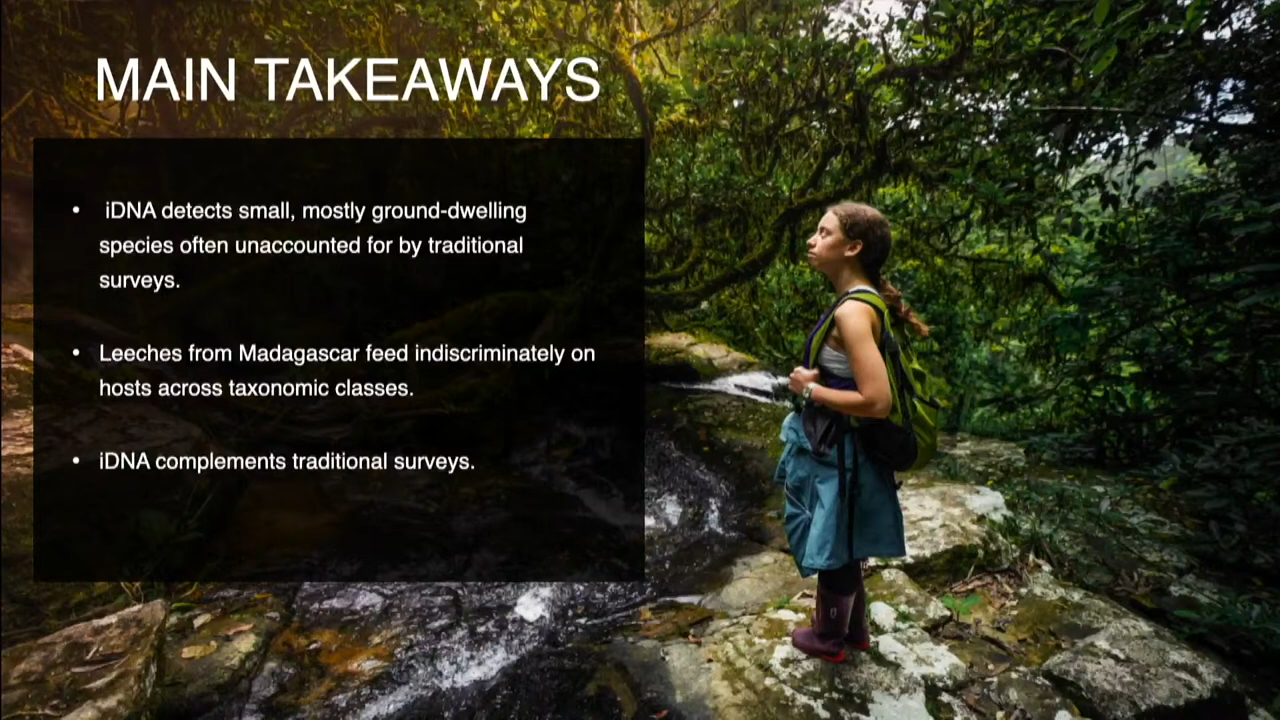 MAIN TAKEAWAYS
• iDNA detects small, mostly ground-dwelling
species often unaccounted for by traditional
surveys.
• Leeches from Madagascar feed indiscriminately on
hosts across taxonomic classes.
• iDNA complements traditional surveys.